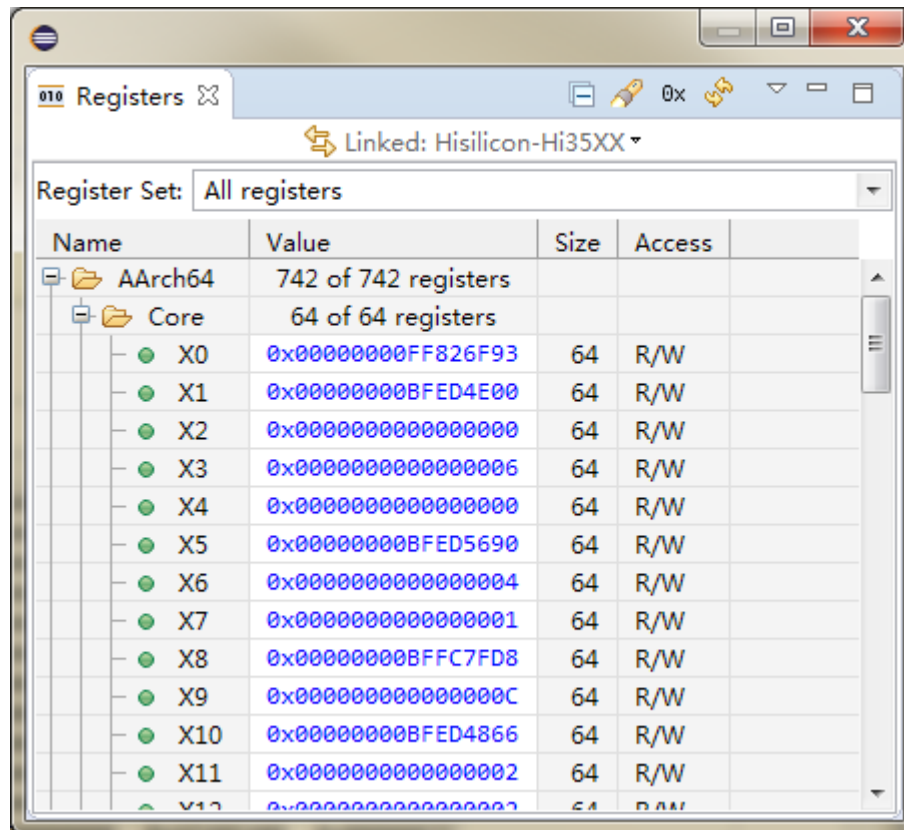 010 Registers
0x
Linked: Hisilicon-Hi35XX
Register Set: All registers
Name Value Size Access
AArch64 742 of 742 registers
Core 64 of 64 registers
X0 0x00000000FF826F93 64 R/W
X1 0x00000000BFED4E00 64 R/W
X2 0x0000000000000000 64 R/W
X3 0x0000000000000006 64 R/W
X4 0x0000000000000000 64 R/W
X5 0x00000000BFED5690 64 R/W
X6 0x0000000000000004 64 R/W
X7 0x0000000000000001 64 R/W
X8 0x00000000BFFC7FD8 64 R/W
X9 0x000000000000000C 64 R/W
X10 0x00000000BFED4866 64 R/W
X11 0x0000000000000002 64 R/W